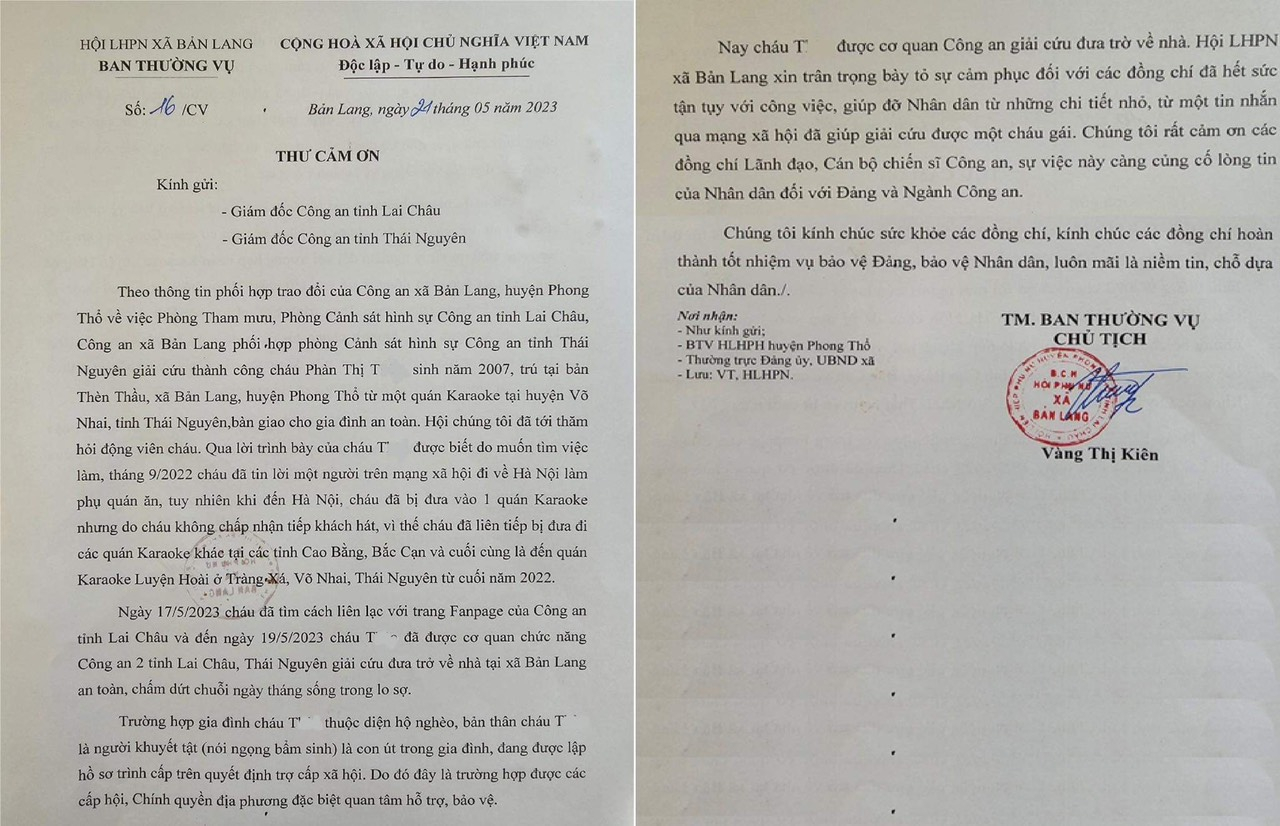 HỘI LHPN XÃ BẢN LANG
BAN THƯỜNG VỤ
Số: 16 /CV
CỘNG HOÀ XÃ HỘI CHỦ NGHĨA VIỆT NAM
Độc lập - Tự do - Hạnh phúc
Bản Lang, ngày 21 tháng 05 năm 2023
THƯ CẢM ƠN
Kính gửi:
- Giám đốc Công an tỉnh Lai Châu
- Giám đốc Công an tỉnh Thái Nguyên
Theo thông tin phối hợp trao đổi của Công an xã Bản Lang, huyện Phong
Thổ về việc Phòng Tham mưu, Phòng Cảnh sát hình sự Công an tỉnh Lai Châu,
Công an xã Bản Lang phối hợp phòng Cảnh sát hình sự Công an tỉnh Thái
Nguyên giải cứu thành công cháu Phàn Thị T sinh năm 2007, trú tại bản
Thèn Thầu, xã Bản Lang, huyện Phong Thổ từ một quán Karaoke tại huyện Võ
Nhai, tỉnh Thái Nguyên,bàn giao cho gia đình an toàn. Hội chúng tôi đã tới thăm
hỏi động viên cháu. Qua lời trình bày của cháu T được biết do muốn tìm việc
làm, tháng 9/2022 cháu đã tin lời một người trên mạng xã hội đi về Hà Nội làm
phụ quán ăn, tuy nhiên khi đến Hà Nội, cháu đã bị đưa vào 1 quán Karaoke
nhưng do cháu không chấp nhận tiếp khách hát, vì thế cháu đã liên tiếp bị đưa đi
các quán Karaoke khác tại các tỉnh Cao Bằng, Bắc Cạn và cuối cùng là đến quán
Karaoke Luyện Hoài ở Tràng Xá, Võ Nhai, Thái Nguyên từ cuối năm 2022.
Ngày 17/5/2023 cháu đã tìm cách liên lạc với trang Fanpage của Công an
tỉnh Lai Châu và đến ngày 19/5/2023 cháu T đã được cơ quan chức năng
Công an 2 tỉnh Lai Châu, Thái Nguyên giải cứu đưa trở về nhà tại xã Bản Lang
an toàn, chấm dứt chuỗi ngày tháng sống trong lo sợ.
Trường hợp gia đình cháu T thuộc diện hộ nghèo, bản thân cháu T
là người khuyết tật (nói ngọng bẩm sinh) là con út trong gia đình, đang được lập
hồ sơ trình cấp trên quyết định trợ cấp xã hội. Do đó đây là trường hợp được các
cấp hội, Chính quyền địa phương đặc biệt quan tâm hỗ trợ, bảo vệ.
Nay cháu T được cơ quan Công an giải cứu đưa trở về nhà. Hội LHPN
xã Bản Lang xin trân trọng bày tỏ sự cảm phục đối với các đồng chí đã hết sức
tận tụy với công việc, giúp đỡ Nhân dân từ những chi tiết nhỏ, từ một tin nhắn
qua mạng xã hội đã giúp giải cứu được một cháu gái. Chúng tôi rất cảm ơn các
đồng chí Lãnh đạo, Cán bộ chiến sĩ Công an, sự việc này càng củng cố lòng tin
của Nhân dân đối với Đảng và Ngành Công an.
Chúng tôi kính chúc sức khỏe các đồng chí, kính chúc các đồng chí hoàn
thành tốt nhiệm vụ bảo vệ Đảng, bảo vệ Nhân dân, luôn mãi là niềm tin, chỗ dựa
của Nhân dân./.
Nơi nhận:
- Như kính gửi;
- BTV HLHPH huyện Phong Thổ
- Thường trực Đảng ủy, UBND xã
- Lưu: VT, HLHPN.
TM. BAN THƯỜNG VỤ
CHỦ TỊCH
B.C.H
HỘI PHỤ NỮ
XÃ
BẢN LANG
Vàng Thị Kiên